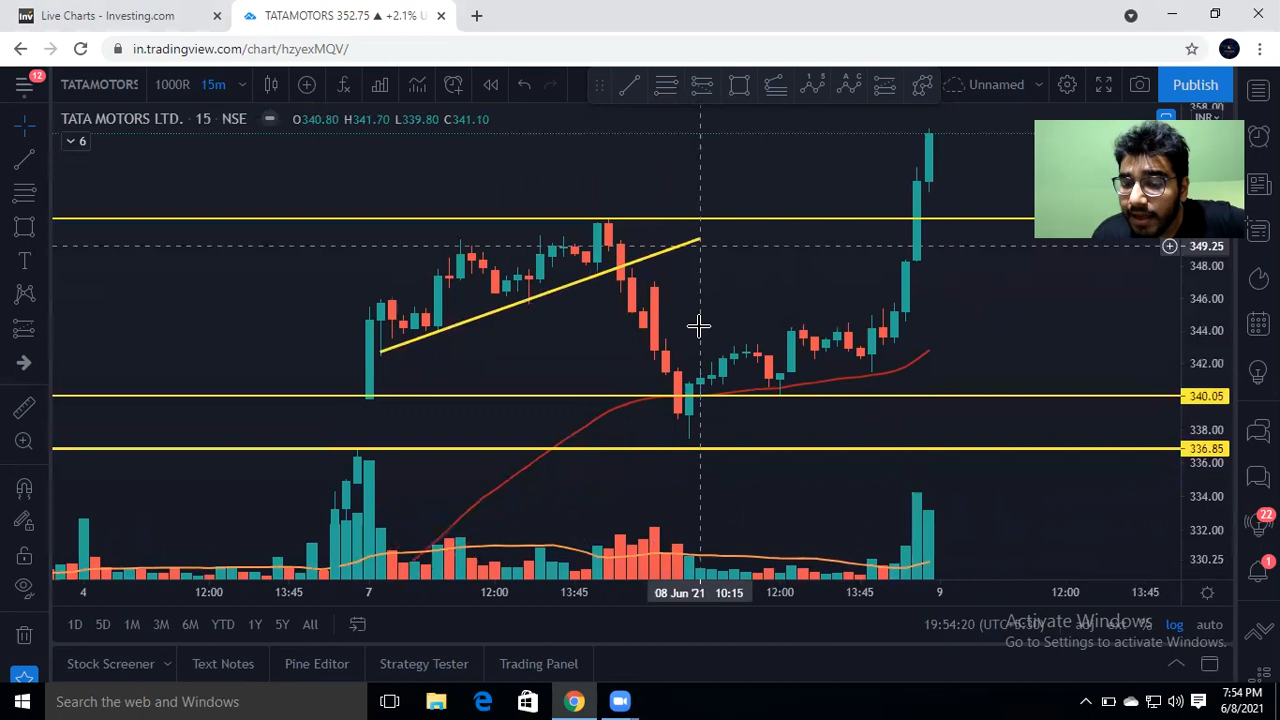 Live Charts - Investing.com
TATAMOTORS 352.75 ▲ +2.1% U
in.tradingview.com/chart/hzyexMQV/
12
TATAMOTORS 1000R 15m
Unnamed
Publish
TATA MOTORS LTD. · 15 · NSE
O340.80 H341.70 L339.80 C341.10
6
358.00
INR
349.25
348.00
346.00
344.00
342.00
340.05
338.00
336.85
336.00
334.00
332.00
330.25
4 12:00 13:45 7 12:00 13:45 08 Jun '21 10:15 12:00 13:45 9 12:00 13:45
1D 5D 1M 3M 6M YTD 1Y 5Y All
19:54:20 (UTC+5:30)
% log auto
Activate Windows
Go to Settings to activate Windows.
22
1
Stock Screener Text Notes Pine Editor Strategy Tester Trading Panel
Search the web and Windows
7:54 PM
6/8/2021